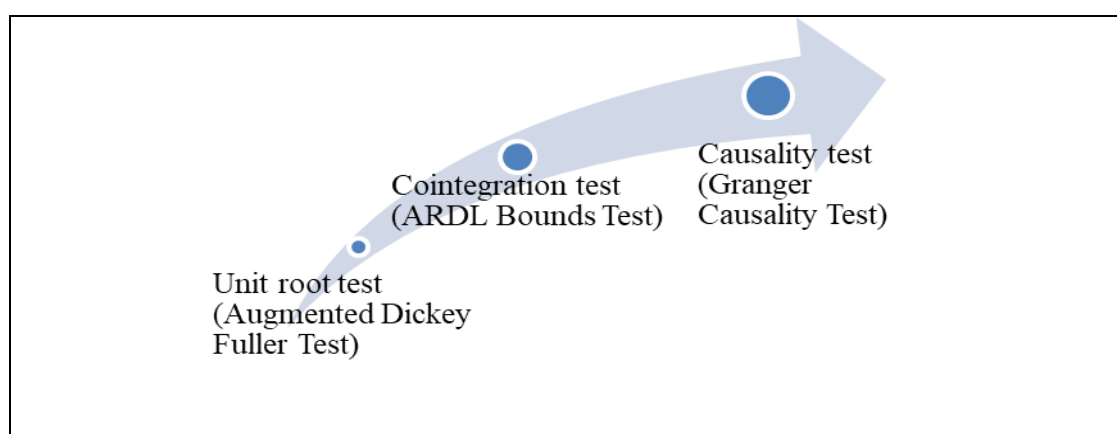 Unit root test
(Augmented Dickey
Fuller Test)
Cointegration test
(ARDL Bounds Test)
Causality test
(Granger
Causality Test)